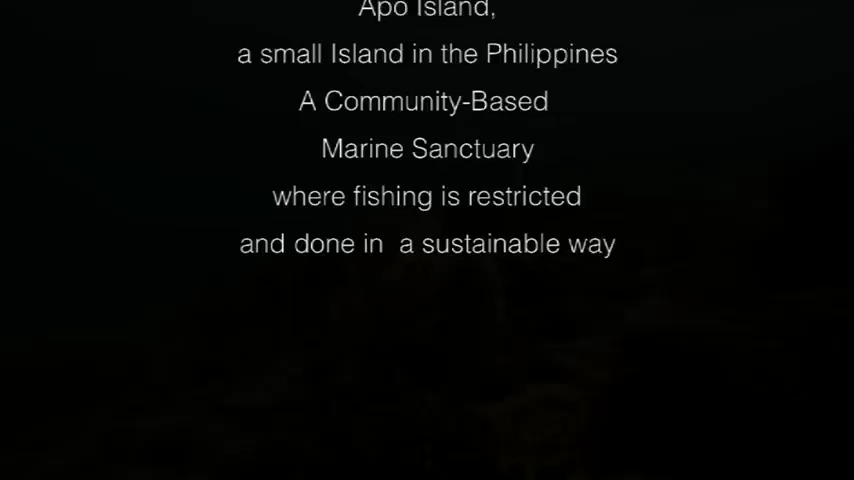 Apo Island,
a small Island in the Philippines
A Community-Based
Marine Sanctuary
where fishing is restricted
and done in  a sustainable way